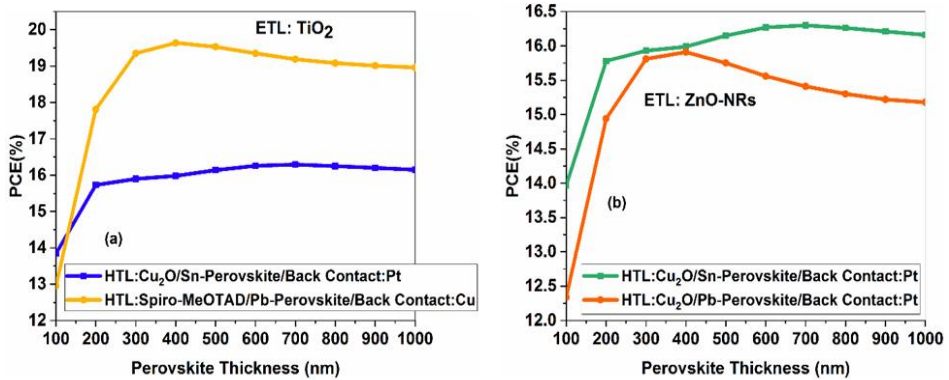 ETL: TiO2
PCE(%)
20
19
18
17
16
15
14
13
12
(a)
HTL:Cu2O/Sn-Perovskite/Back Contact:Pt
HTL:Spiro-MeOTAD/Pb-Perovskite/Back Contact:Cu
100 200 300 400 500 600 700 800 900 1000
Perovskite Thickness (nm)
ETL: ZnO-NRs
PCE(%)
16.5
16.0
15.5
15.0
14.5
14.0
13.5
13.0
12.5
12.0
(b)
HTL:Cu2O/Sn-Perovskite/Back Contact:Pt
HTL:Cu2O/Pb-Perovskite/Back Contact:Pt
100 200 300 400 500 600 700 800 900 1000
Perovskite Thickness (nm)